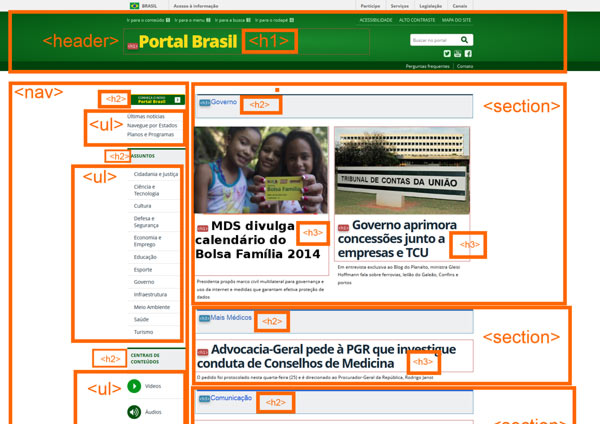 BRASIL Acesso à informação Participe Serviços Legislação Canais
Ir para o conteúdo 1 Ir para o menu 2 Ir para a busca 3 Ir para o rodapé 4 ACESSIBILIDADE ALTO CONTRASTE MAPA DO SITE
<header> <h1> Portal Brasil <h1> Buscar no portal
Perguntas frequentes Contato
<nav>
<h2> CONHEÇA O NOVO
Portal Brasil
<ul>
Últimas notícias
Navegue por Estados
Planos e Programas
<h2> ASSUNTOS
<ul>
Cidadania e Justiça
Ciência e
Tecnologia
Cultura
Defesa e
Segurança
Economia e
Emprego
Educação
Esporte
Governo
Infraestrutura
Meio Ambiente
Saúde
Turismo
<h2> CENTRAIS DE
CONTEÚDOS
<ul>
Vídeos
Áudios
<h2> Governo <h2> <section>
Bolsa Família
TRIBUNAL DE CONTAS DA UNIÃO
<h3> MDS divulga
calendário do
Bolsa Família 2014
<h3>
Presidenta propõe marco civil multilateral para governança e
uso da internet e medidas que garantam efetiva proteção de
dados
<h3> Governo aprimora
concessões junto a
empresas e TCU
<h3>
Em entrevista exclusiva ao Blog do Planalto, ministra Gleisi
Hoffmann fala sobre ferrovias, leilão do Galeão, Confins e
portos
<h2> Mais Médicos <h2> <section>
<h3> Advocacia-Geral pede à PGR que investigue
conduta de Conselhos de Medicina <h3>
O pedido foi protocolado nesta quarta-feira (25) e é direcionado ao Procurador-Geral da República, Rodrigo Janot
<h2> Comunicação <h2> <section>